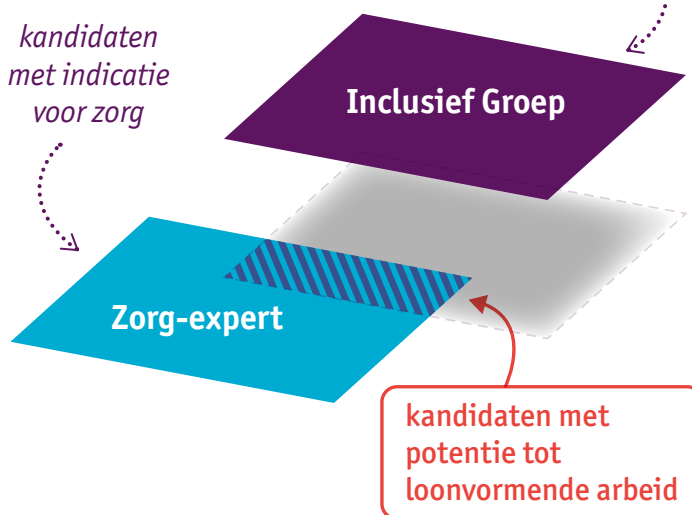 kandidaten
met indicatie
voor zorg
Inclusief Groep
Zorg-expert
kandidaten met
potentie tot
loonvormende arbeid